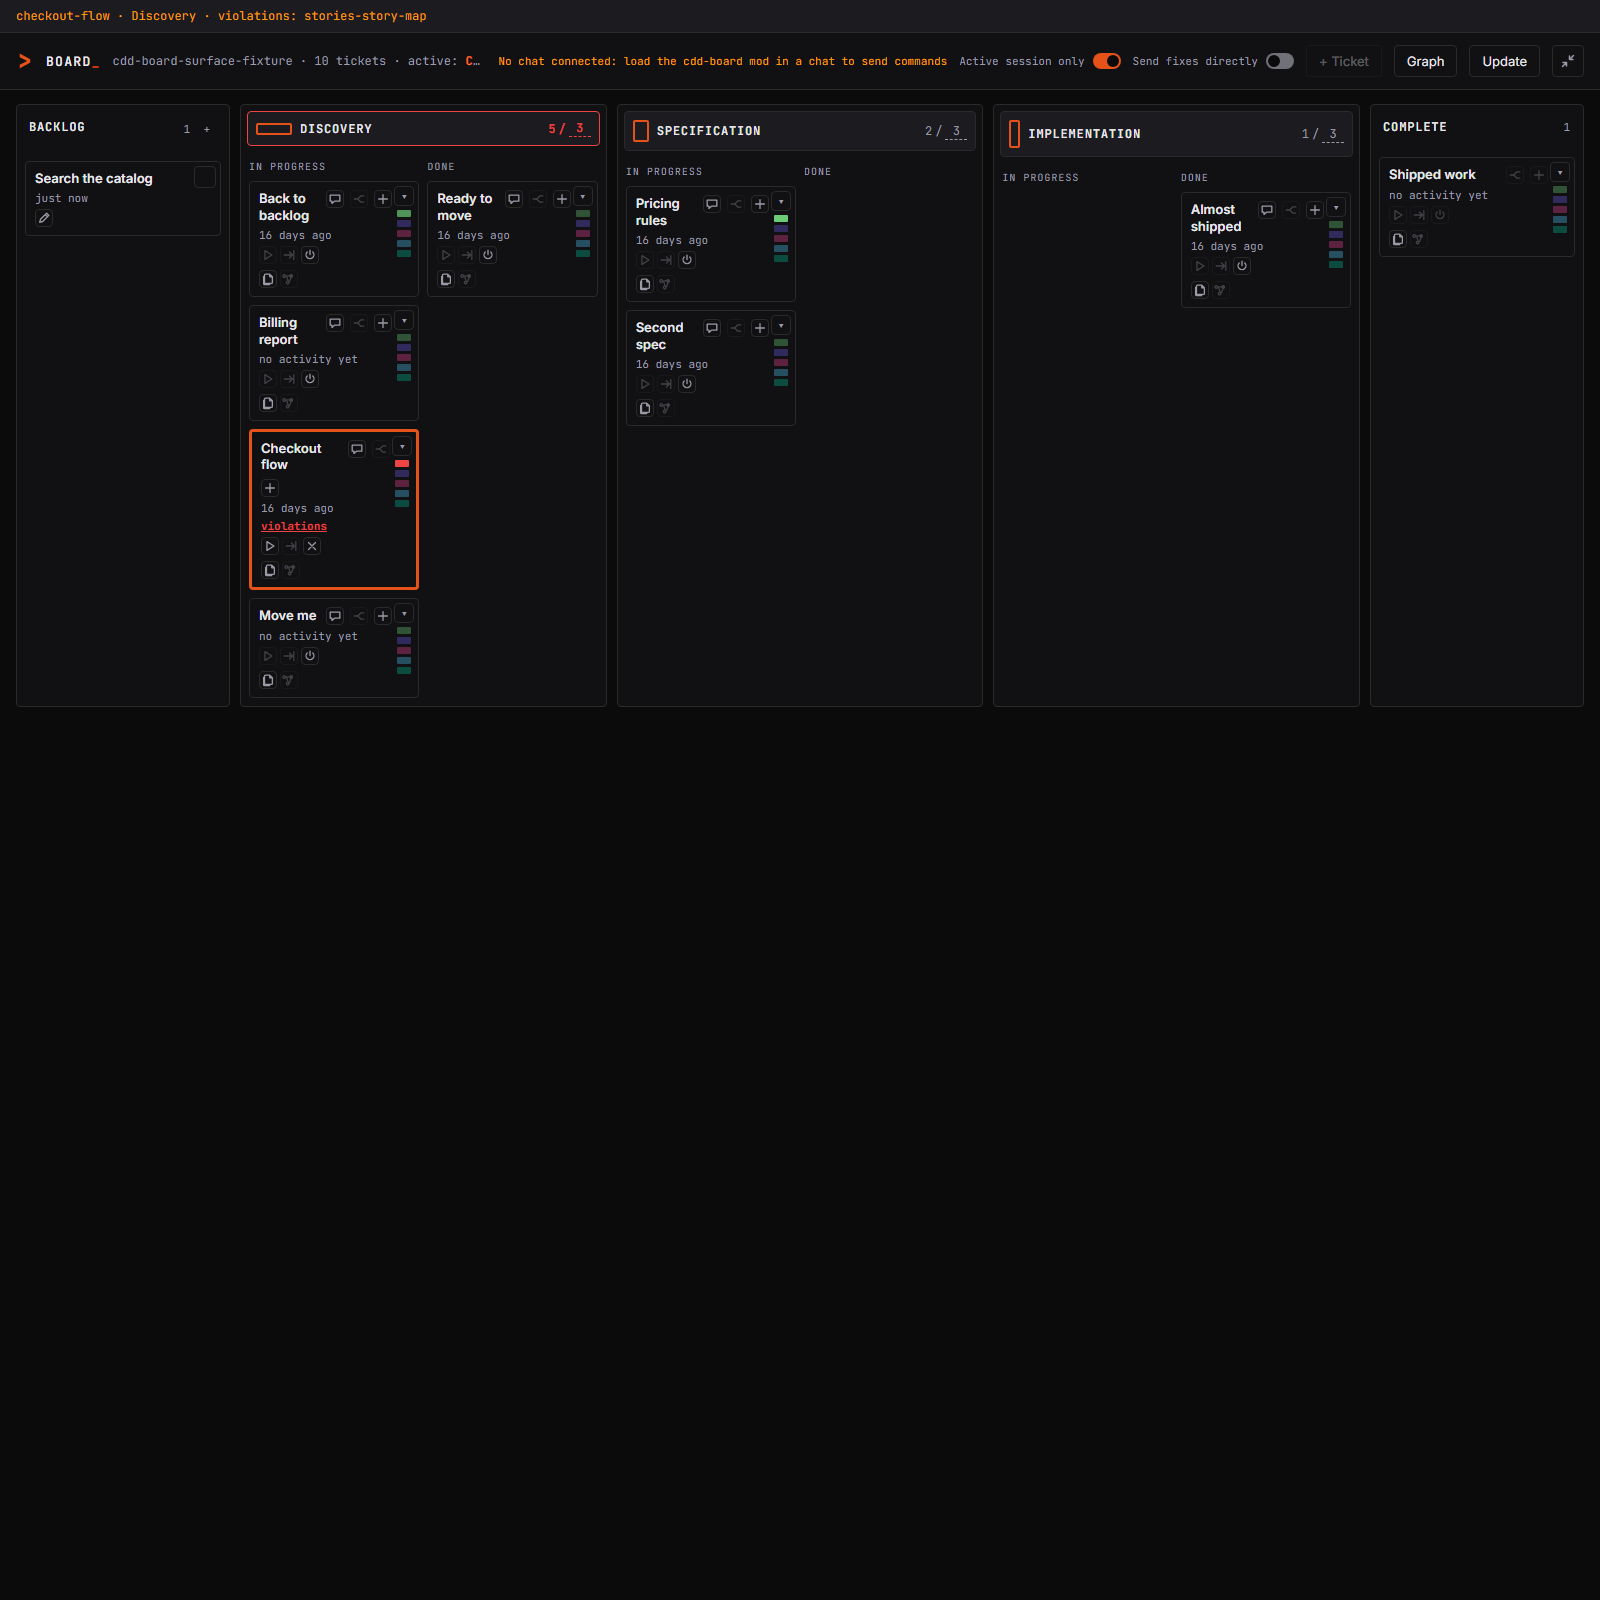 checkout-flow · Discovery · violations: stories-story-map
BOARD_ cdd-board-surface-fixture · 10 tickets · active: C… No chat connected: load the cdd-board mod in a chat to send commands Active session only Send fixes directly + Ticket Graph Update
BACKLOG 1 +
Search the catalog
just now
DISCOVERY 5 / 3
IN PROGRESS
Back to
backlog
16 days ago
Billing
report
no activity yet
Checkout
flow
16 days ago
violations
Move me
no activity yet
DONE
Ready to
move
16 days ago
SPECIFICATION 2 / 3
IN PROGRESS
Pricing
rules
16 days ago
Second
spec
16 days ago
DONE
IMPLEMENTATION 1 / 3
IN PROGRESS
DONE
Almost
shipped
16 days ago
COMPLETE 1
Shipped work
no activity yet